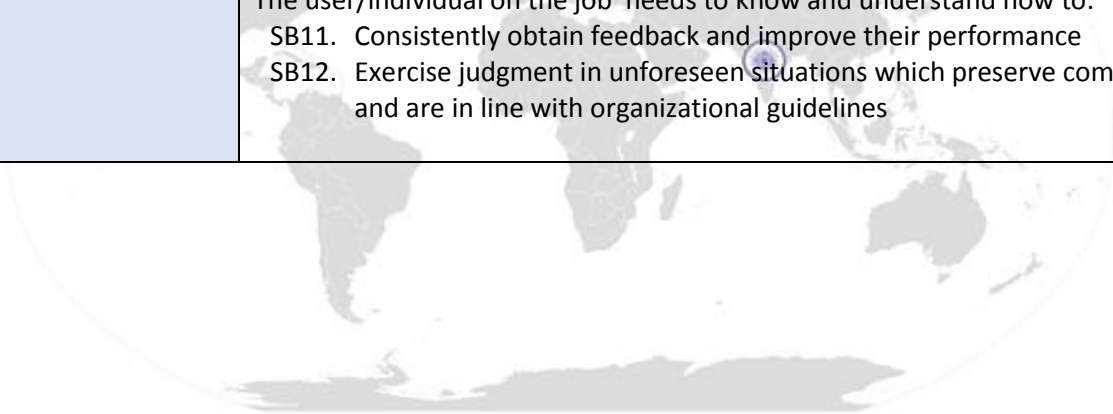 The user/individual on the job needs to know and understand how to:
SB11. Consistently obtain feedback and improve their performance
SB12. Exercise judgment in unforeseen situations which preserve com
and are in line with organizational guidelines